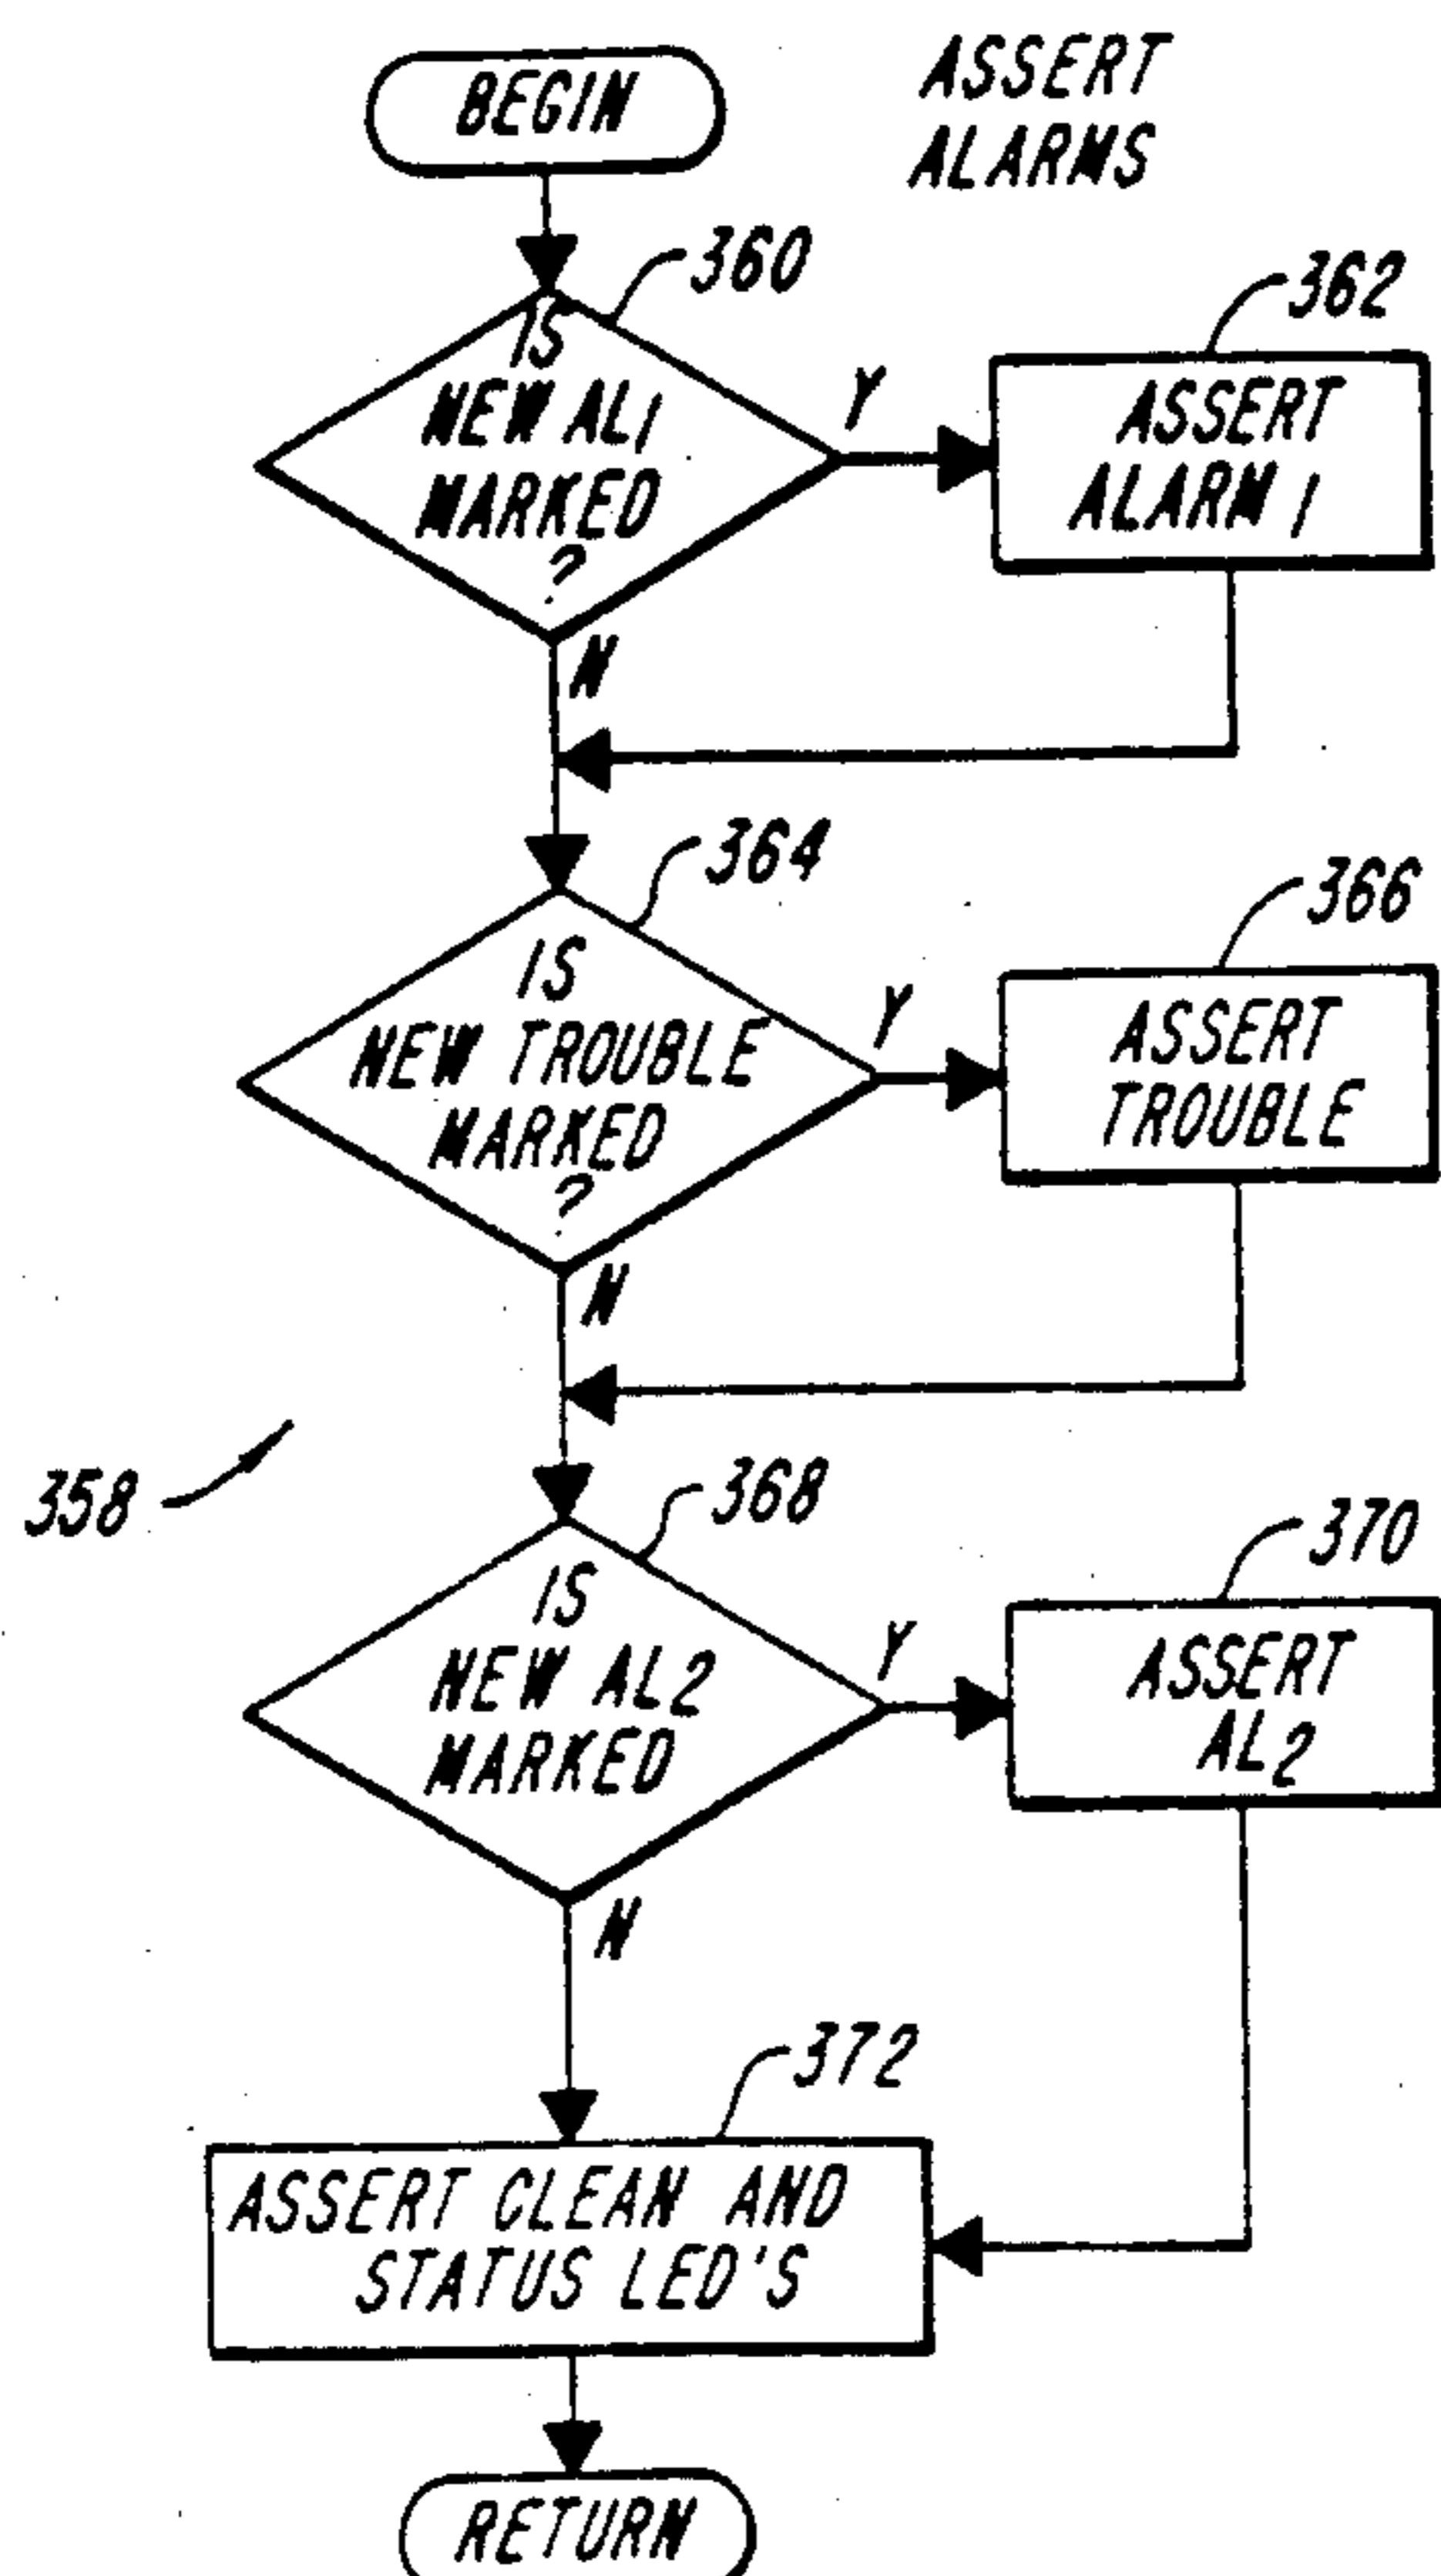 BEGIN
ASSERT
ALARMS
360
IS
NEW AL1
MARKED
?
Y
N
362
ASSERT
ALARM 1
364
IS
NEW TROUBLE
MARKED
?
Y
N
366
ASSERT
TROUBLE
358
368
IS
NEW AL2
MARKED
Y
N
370
ASSERT
AL2
372
ASSERT CLEAN AND
STATUS LED'S
RETURN